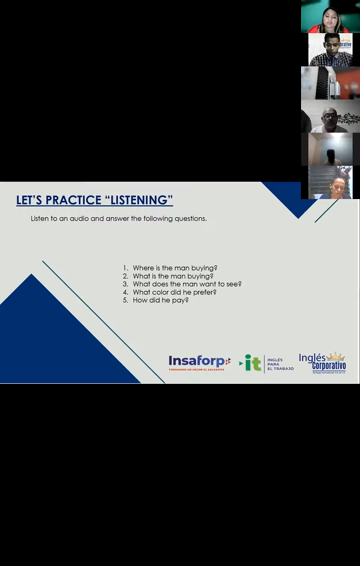 LET'S PRACTICE "LISTENING"
Listen to an audio and answer the following questions.
1. Where is the man buying?
2. What is the man buying?
3. What does the man want to see?
4. What color did he prefer?
5. How did he pay?
Insaforp
it
INGLÉS
PARA
EL TRABAJO
Inglés
Corporativo